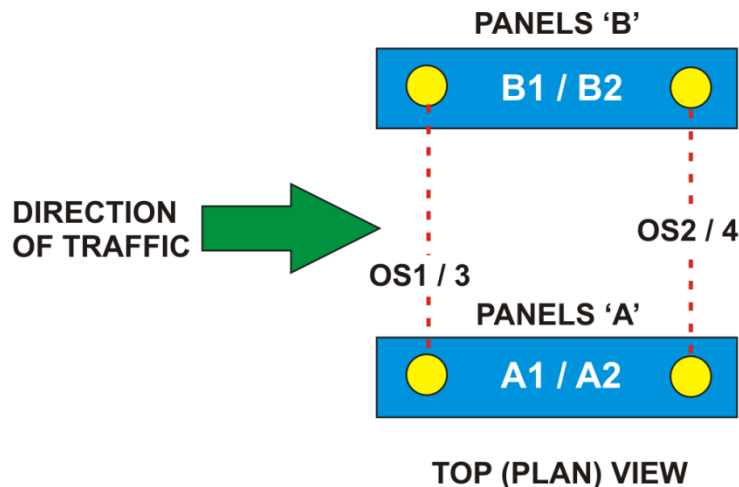 PANELS ‘B’
B1 / B2
DIRECTION
OF TRAFFIC
OS2 / 4
OS1 / 3
PANELS ‘A’
A1 / A2
TOP (PLAN) VIEW